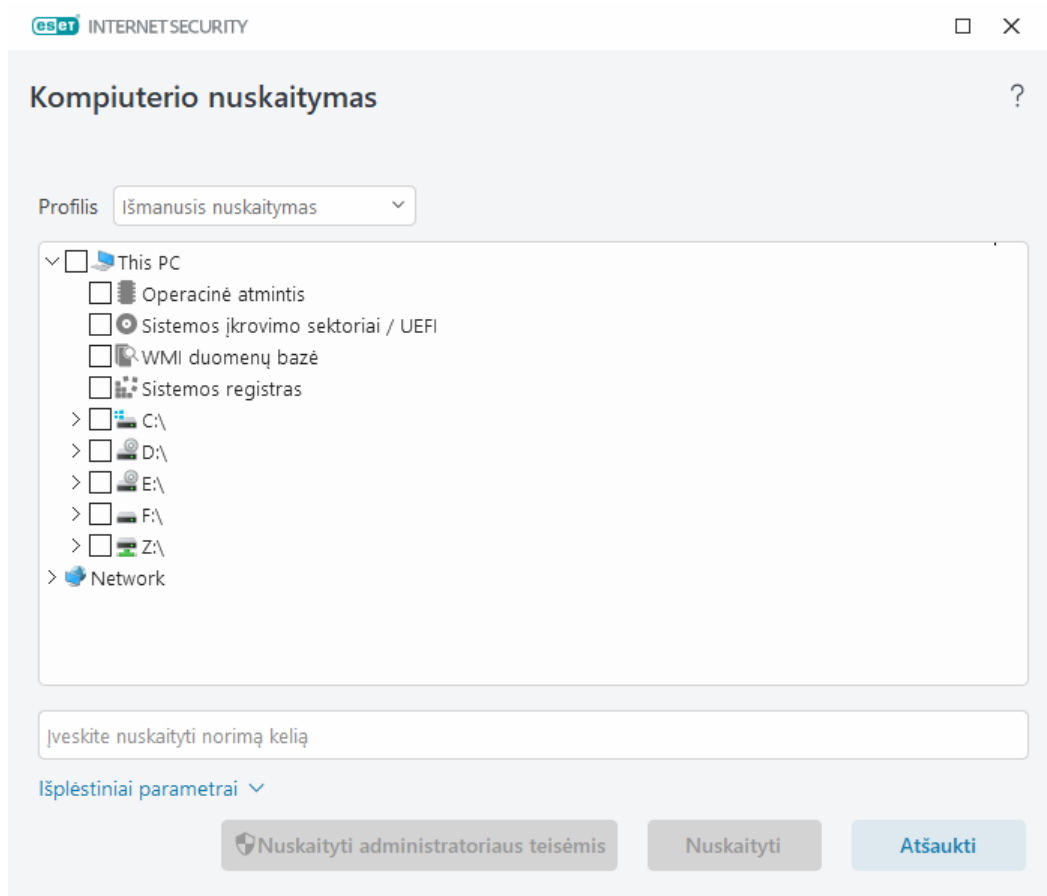 eseT INTERNET SECURITY
Kompiuterio nuskaitymas
?
Profilis Išmanusis nuskaitymas
This PC
Operacinė atmintis
Sistemos įkrovimo sektoriai / UEFI
WMI duomenų bazė
Sistemos registras
C:\
D:\
E:\
F:\
Z:\
Network
Įveskite nuskaityti norimą kelią
Išplėstiniai parametrai
Nuskaityti administratoriaus teisėmis Nuskaityti Atšaukti